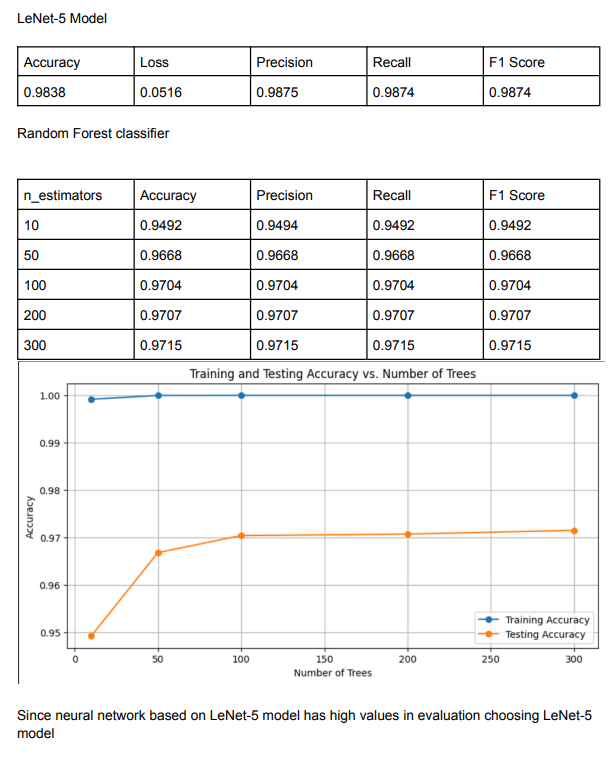 LeNet-5 Model
Accuracy Loss Precision Recall F1 Score
0.9838 0.0516 0.9875 0.9874 0.9874
Random Forest classifier
n_estimators Accuracy Precision Recall F1 Score
10 0.9492 0.9494 0.9492 0.9492
50 0.9668 0.9668 0.9668 0.9668
100 0.9704 0.9704 0.9704 0.9704
200 0.9707 0.9707 0.9707 0.9707
300 0.9715 0.9715 0.9715 0.9715
Training and Testing Accuracy vs. Number of Trees
1.00
0.99
0.98
0.97
0.96
0.95
Accuracy
Training Accuracy
Testing Accuracy
0 50 100 150 200 250 300
Number of Trees
Since neural network based on LeNet-5 model has high values in evaluation choosing LeNet-5
model